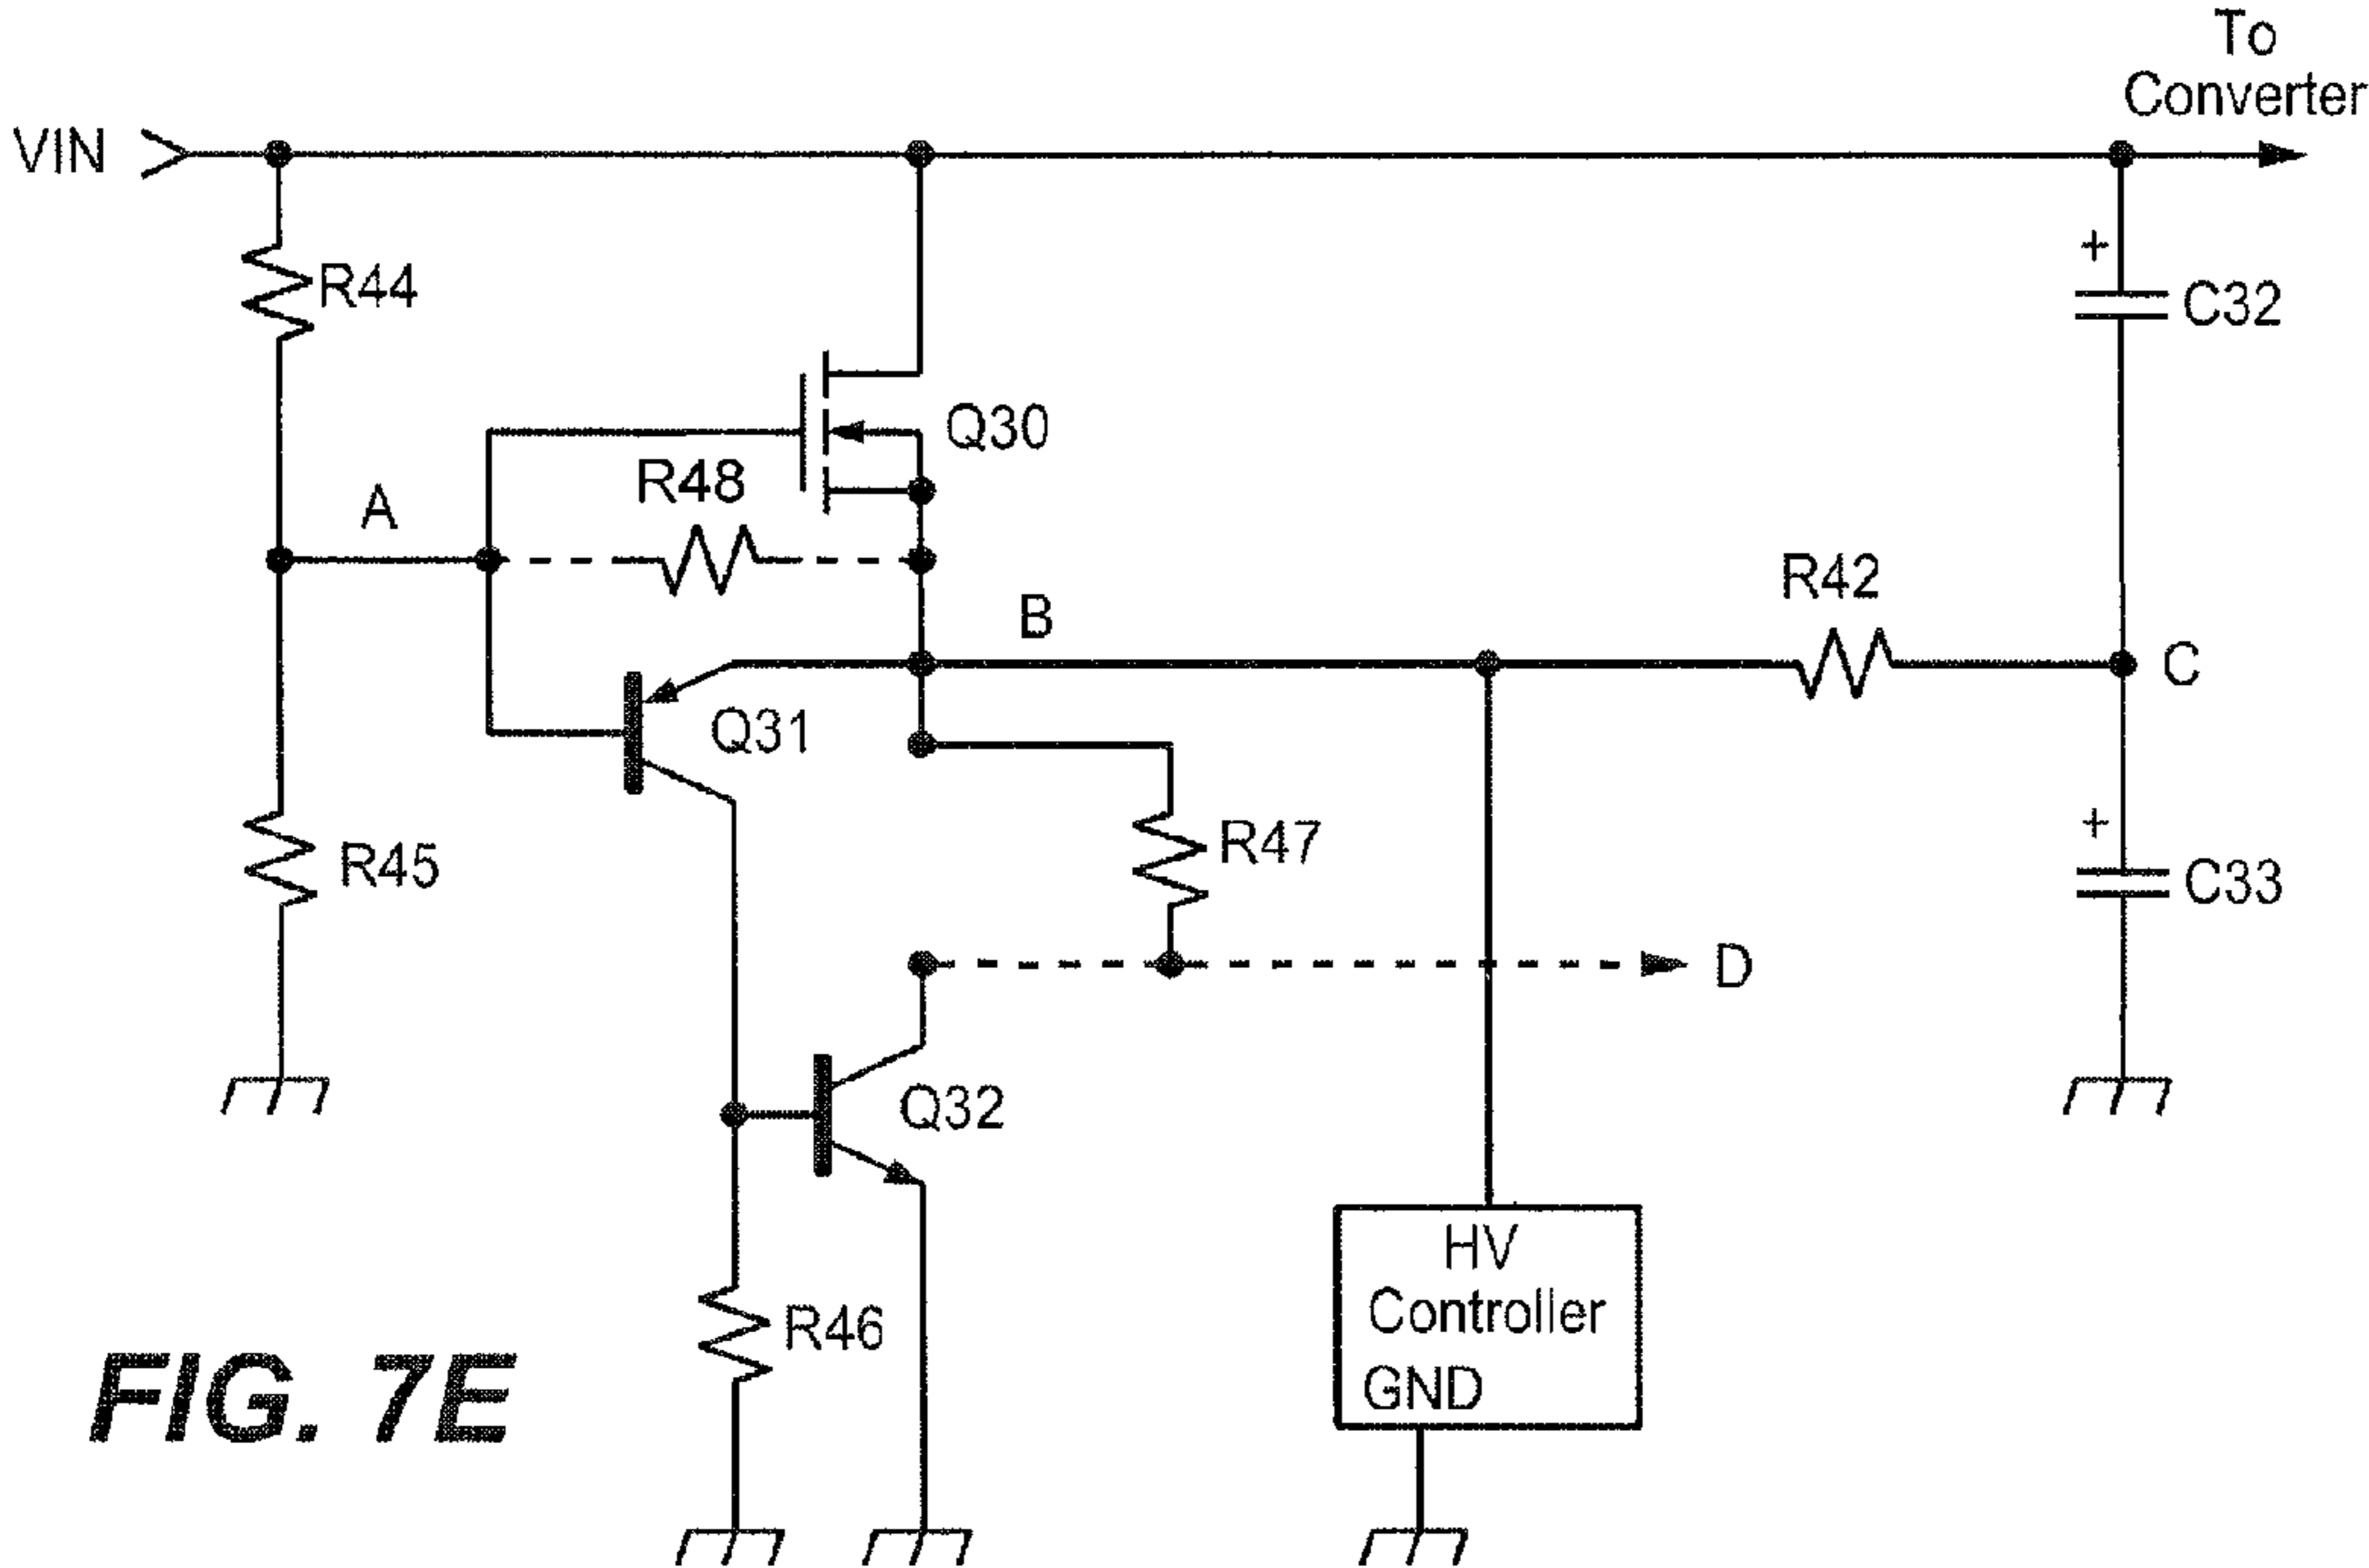 To
Converter
VIN
+
R44
C32
Q30
R48
A
R42
B
C
Q31
+
R47
R45
C33
D
Q32
HV
Controller
GND
R46
FIG. 7E